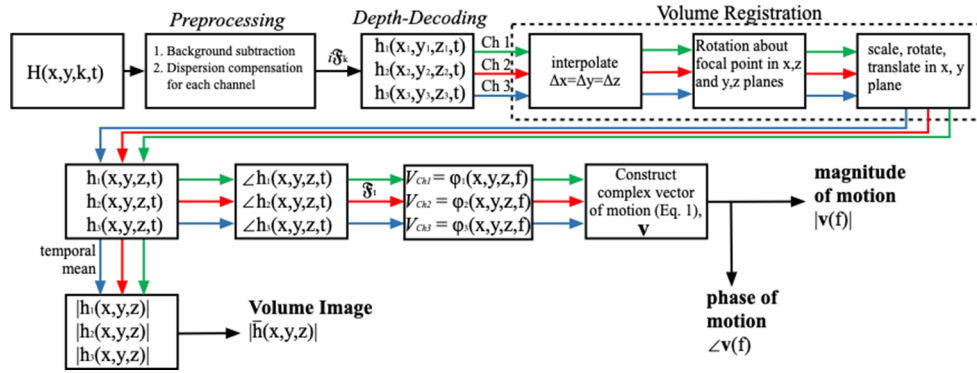 Preprocessing
Depth-Decoding
Volume Registration
H(x,y,k,t)
1. Background subtraction
2. Dispersion compensation
for each channel
h₁(x₁,y₁,z₁,t)
h₂(x₂,y₂,z₂,t)
h₃(x₃,y₃,z₃,t)
Ch 1
Ch 2
Ch 3
interpolate
Δx=Δy=Δz
Rotation about
focal point in x,z
and y,z planes
scale, rotate,
translate in x, y
plane
h₁(x,y,z,t)
h₂(x,y,z,t)
h₃(x,y,z,t)
∠h₁(x,y,z,t)
∠h₂(x,y,z,t)
∠h₃(x,y,z,t)
𝕱ₜ
V_Ch1 = φ₁(x,y,z,f)
V_Ch2 = φ₂(x,y,z,f)
V_Ch3 = φ₃(x,y,z,f)
Construct
complex vector
of motion (Eq. 1),
v
magnitude
of motion
|v(f)|
phase of
motion
∠v(f)
temporal
mean
|h₁(x,y,z)|
|h₂(x,y,z)|
|h₃(x,y,z)|
Volume Image
|h̄(x,y,z)|